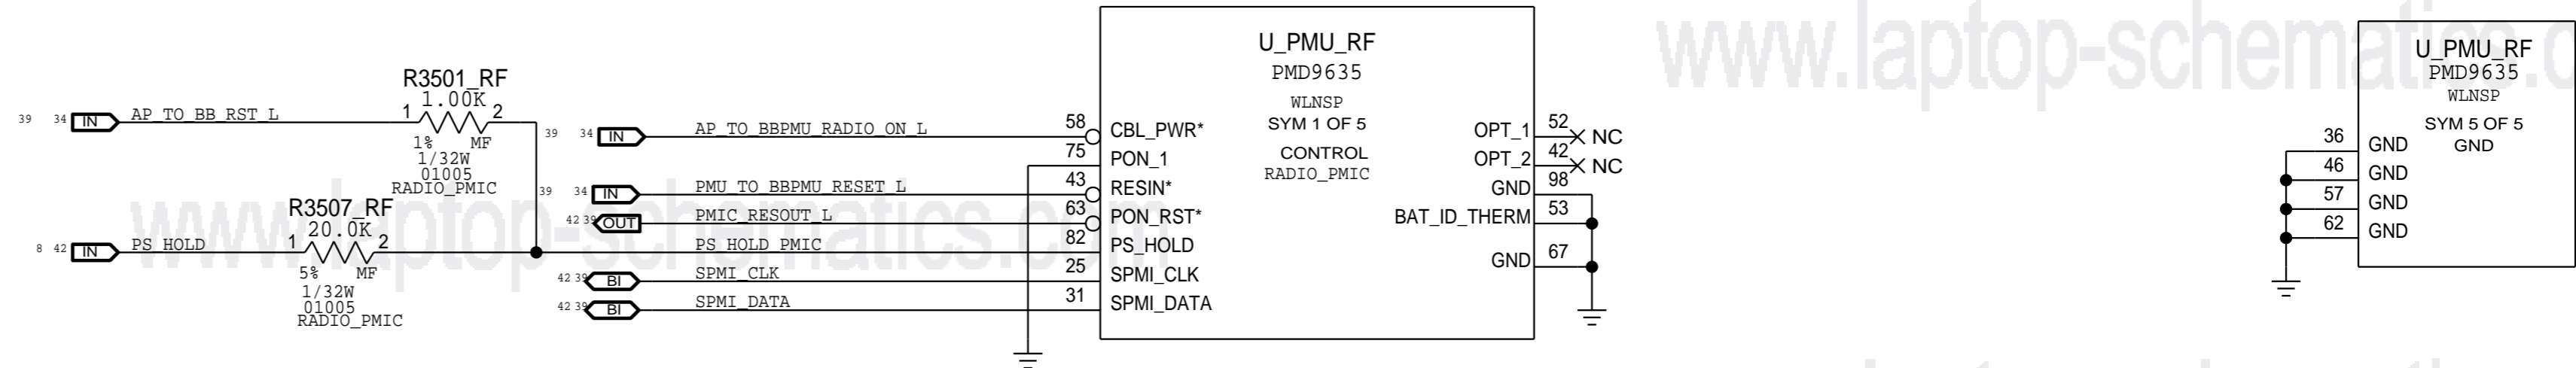 www.laptop-schematics.c
U_PMU_RF
PMD9635
WLNSP
SYM 1 OF 5
CONTROL
RADIO_PMIC
U_PMU_RF
PMD9635
WLNSP
SYM 5 OF 5
GND
R3501_RF
1.00K
1 2
1% MF
1/32W
01005
RADIO_PMIC
39 34 IN AP_TO_BB_RST_L
39 34 IN AP_TO_BBPMU_RADIO_ON_L 58 CBL_PWR*
75 PON_1
39 34 IN PMU_TO_BBPMU_RESET_L 43 RESIN*
42 39 OUT PMIC_RESOUT_L 63 PON_RST*
R3507_RF
20.0K
1 2
5% MF
1/32W
01005
RADIO_PMIC
8 42 IN PS_HOLD
PS_HOLD_PMIC 82 PS_HOLD
42 39 BI SPMI_CLK 25 SPMI_CLK
42 39 BI SPMI_DATA 31 SPMI_DATA
OPT_1 52 NC
OPT_2 42 NC
GND 98
BAT_ID_THERM 53
GND 67
36 GND
46 GND
57 GND
62 GND
www.laptop-schematics.com